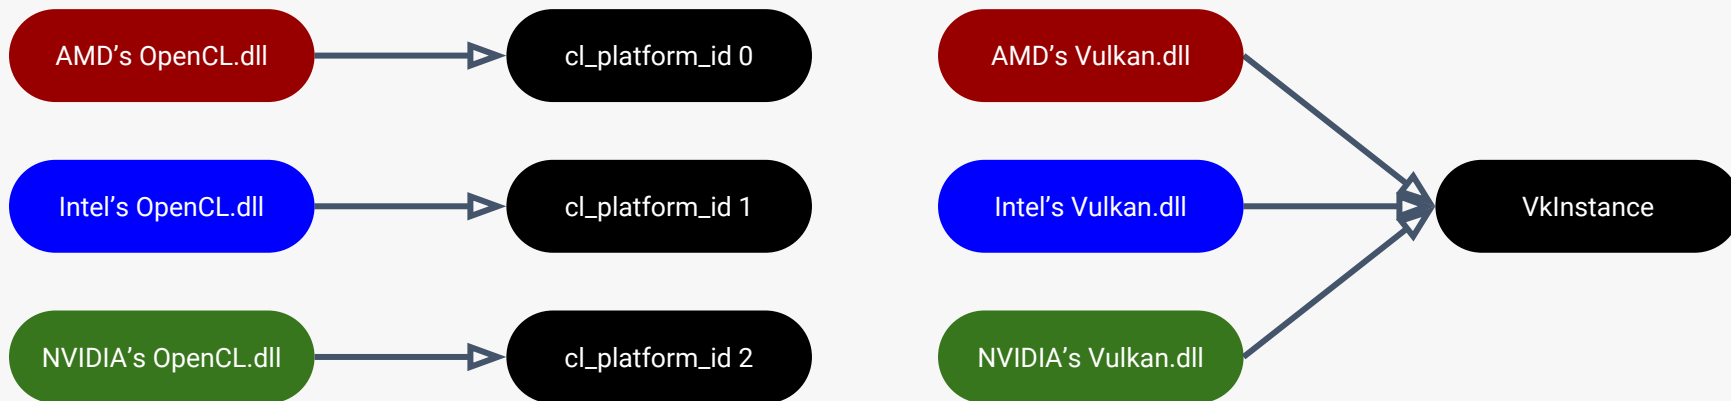 AMD’s OpenCL.dll
cl_platform_id 0
AMD’s Vulkan.dll
Intel’s OpenCL.dll
cl_platform_id 1
Intel’s Vulkan.dll
VkInstance
NVIDIA’s OpenCL.dll
cl_platform_id 2
NVIDIA’s Vulkan.dll